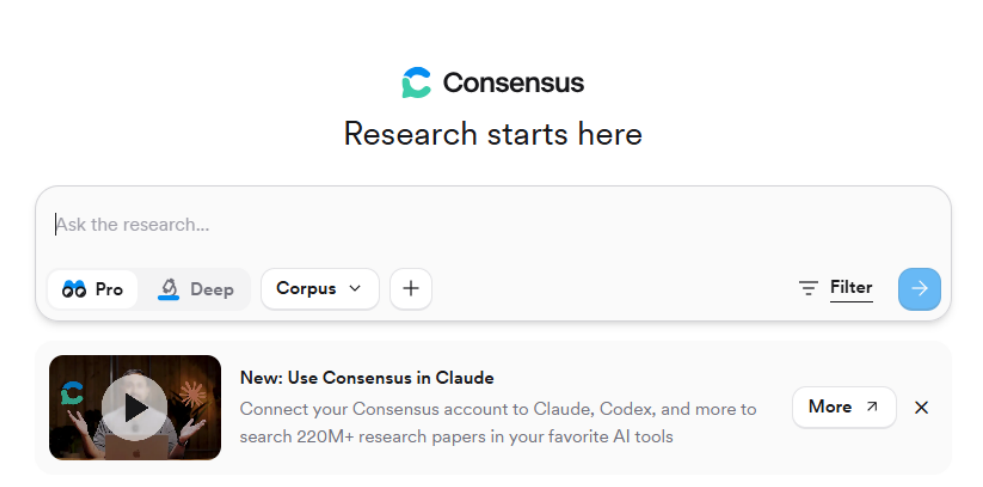 Consensus
Research starts here
Ask the research...
Pro
Deep
Corpus
Filter
New: Use Consensus in Claude
Connect your Consensus account to Claude, Codex, and more to
search 220M+ research papers in your favorite AI tools
More